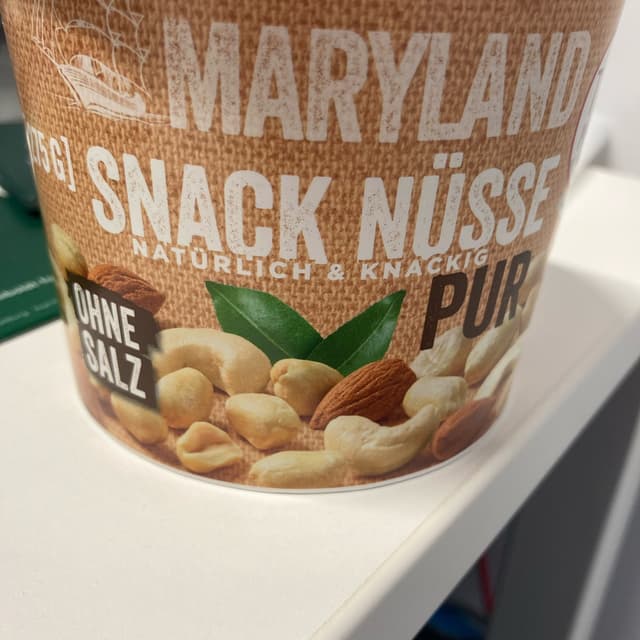 MARYLAND
SNACK NÜSSE
NATÜRLICH & KNACKIG
PUR
OHNE
SALZ